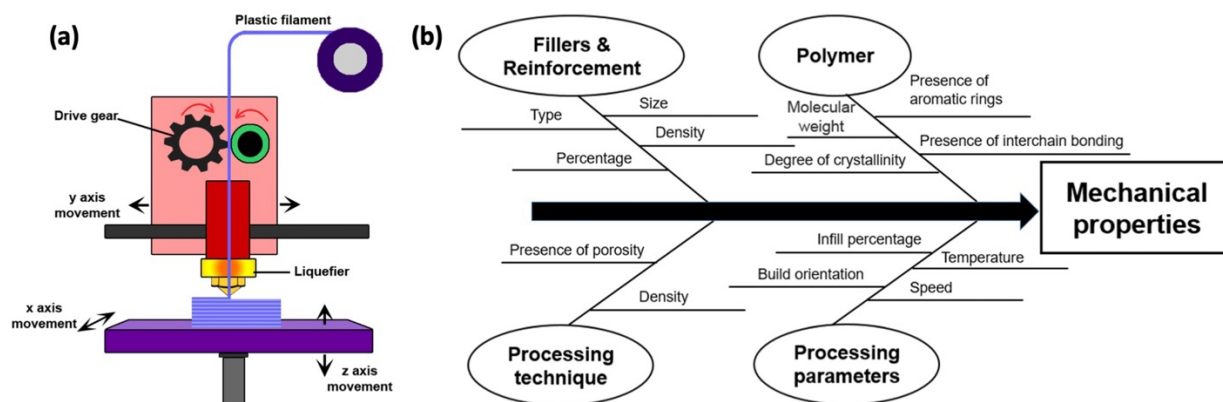 (a)
Plastic filament
Drive gear
y axis
movement
Liquefier
x axis
movement
z axis
movement
(b)
Fillers &
Reinforcement
Polymer
Type
Size
Density
Percentage
Molecular
weight
Presence of
aromatic rings
Presence of interchain bonding
Degree of crystallinity
Mechanical
properties
Presence of porosity
Density
Infill percentage
Temperature
Build orientation
Speed
Processing
technique
Processing
parameters